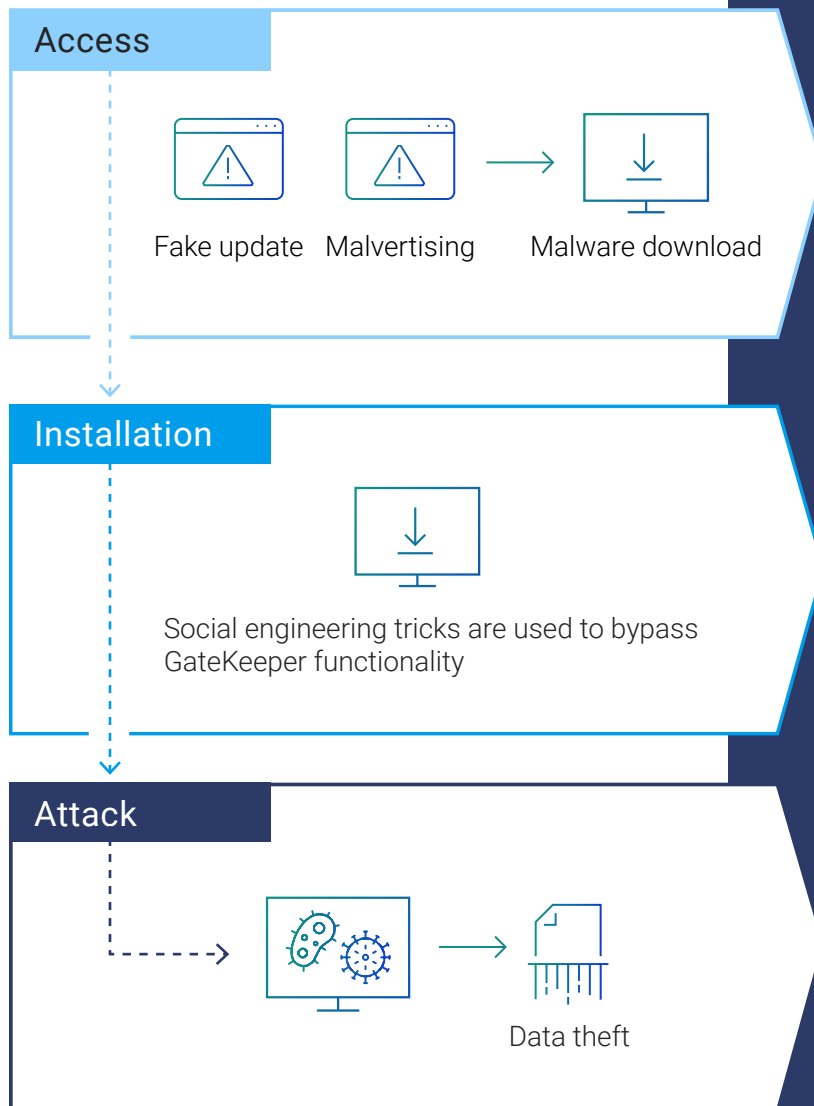 Access
Fake update
Malvertising
Malware download
Installation
Social engineering tricks are used to bypass
GateKeeper functionality
Attack
Data theft